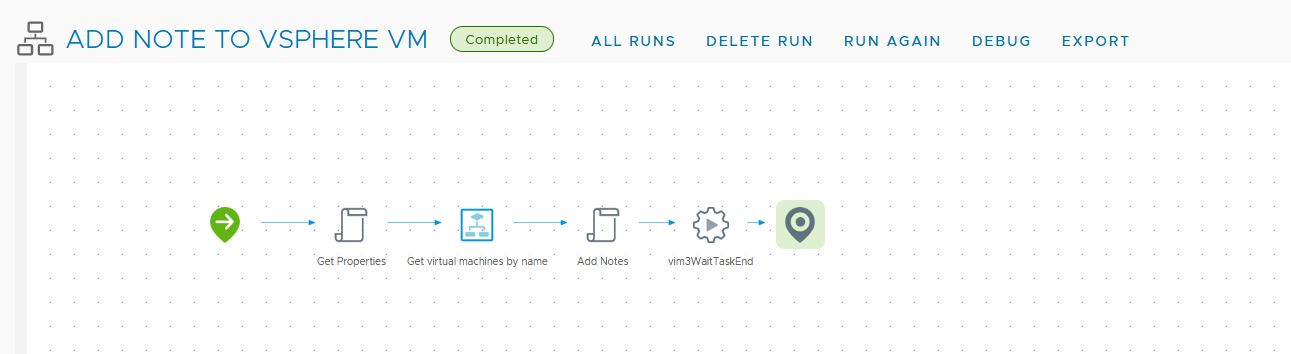 ADD NOTE TO VSPHERE VM
Completed
ALL RUNS
DELETE RUN
RUN AGAIN
DEBUG
EXPORT
Get Properties
Get virtual machines by name
Add Notes
vim3WaitTaskEnd